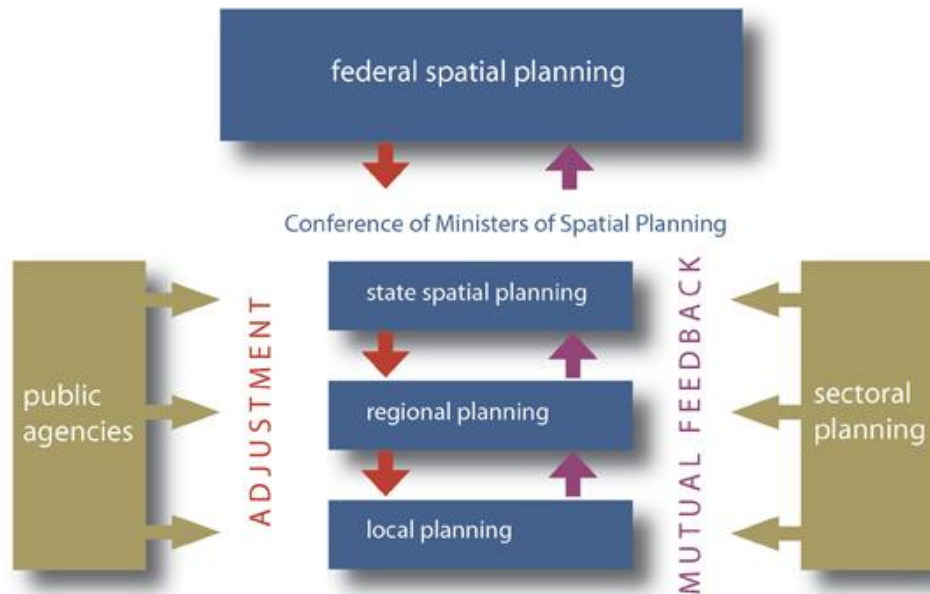 federal spatial planning
Conference of Ministers of Spatial Planning
public
agencies
ADJUSTMENT
state spatial planning
regional planning
local planning
MUTUAL FEEDBACK
sectoral
planning